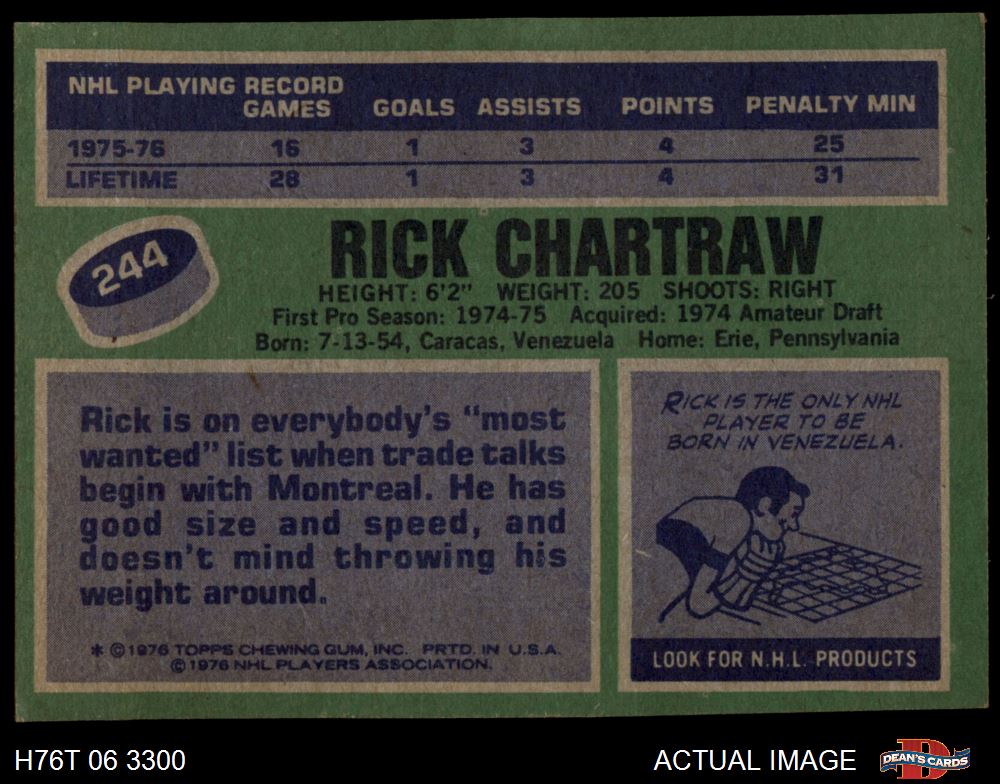 NHL PLAYING RECORD
GAMES GOALS ASSISTS POINTS PENALTY MIN
1975-76 16 1 3 4 25
LIFETIME 28 1 3 4 31
244
RICK CHARTRAW
HEIGHT: 6'2" WEIGHT: 205 SHOOTS: RIGHT
First Pro Season: 1974-75 Acquired: 1974 Amateur Draft
Born: 7-13-54, Caracas, Venezuela Home: Erie, Pennsylvania
Rick is on everybody's "most
wanted" list when trade talks
begin with Montreal. He has
good size and speed, and
doesn't mind throwing his
weight around.
* © 1976 TOPPS CHEWING GUM, INC. PRTD. IN U.S.A.
© 1976 NHL PLAYERS ASSOCIATION.
RICK IS THE ONLY NHL
PLAYER TO BE
BORN IN VENEZUELA.
LOOK FOR N.H.L. PRODUCTS
H76T 06 3300
ACTUAL IMAGE
D
DEAN'S CARDS